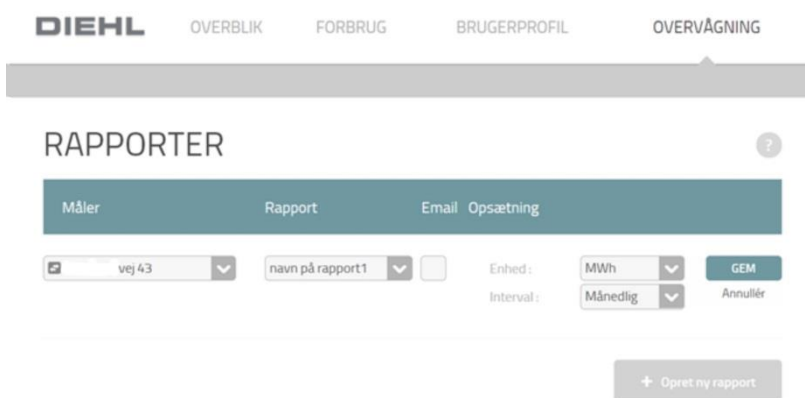 DIEHL OVERBLIK FORBRUG BRUGERPROFIL OVERVÅGNING
RAPPORTER ?
Måler Rapport Email Opsætning
vej 43 navn på rapport1 Enhed: MWh GEM
Interval: Månedlig Annullér
+ Opret ny rapport